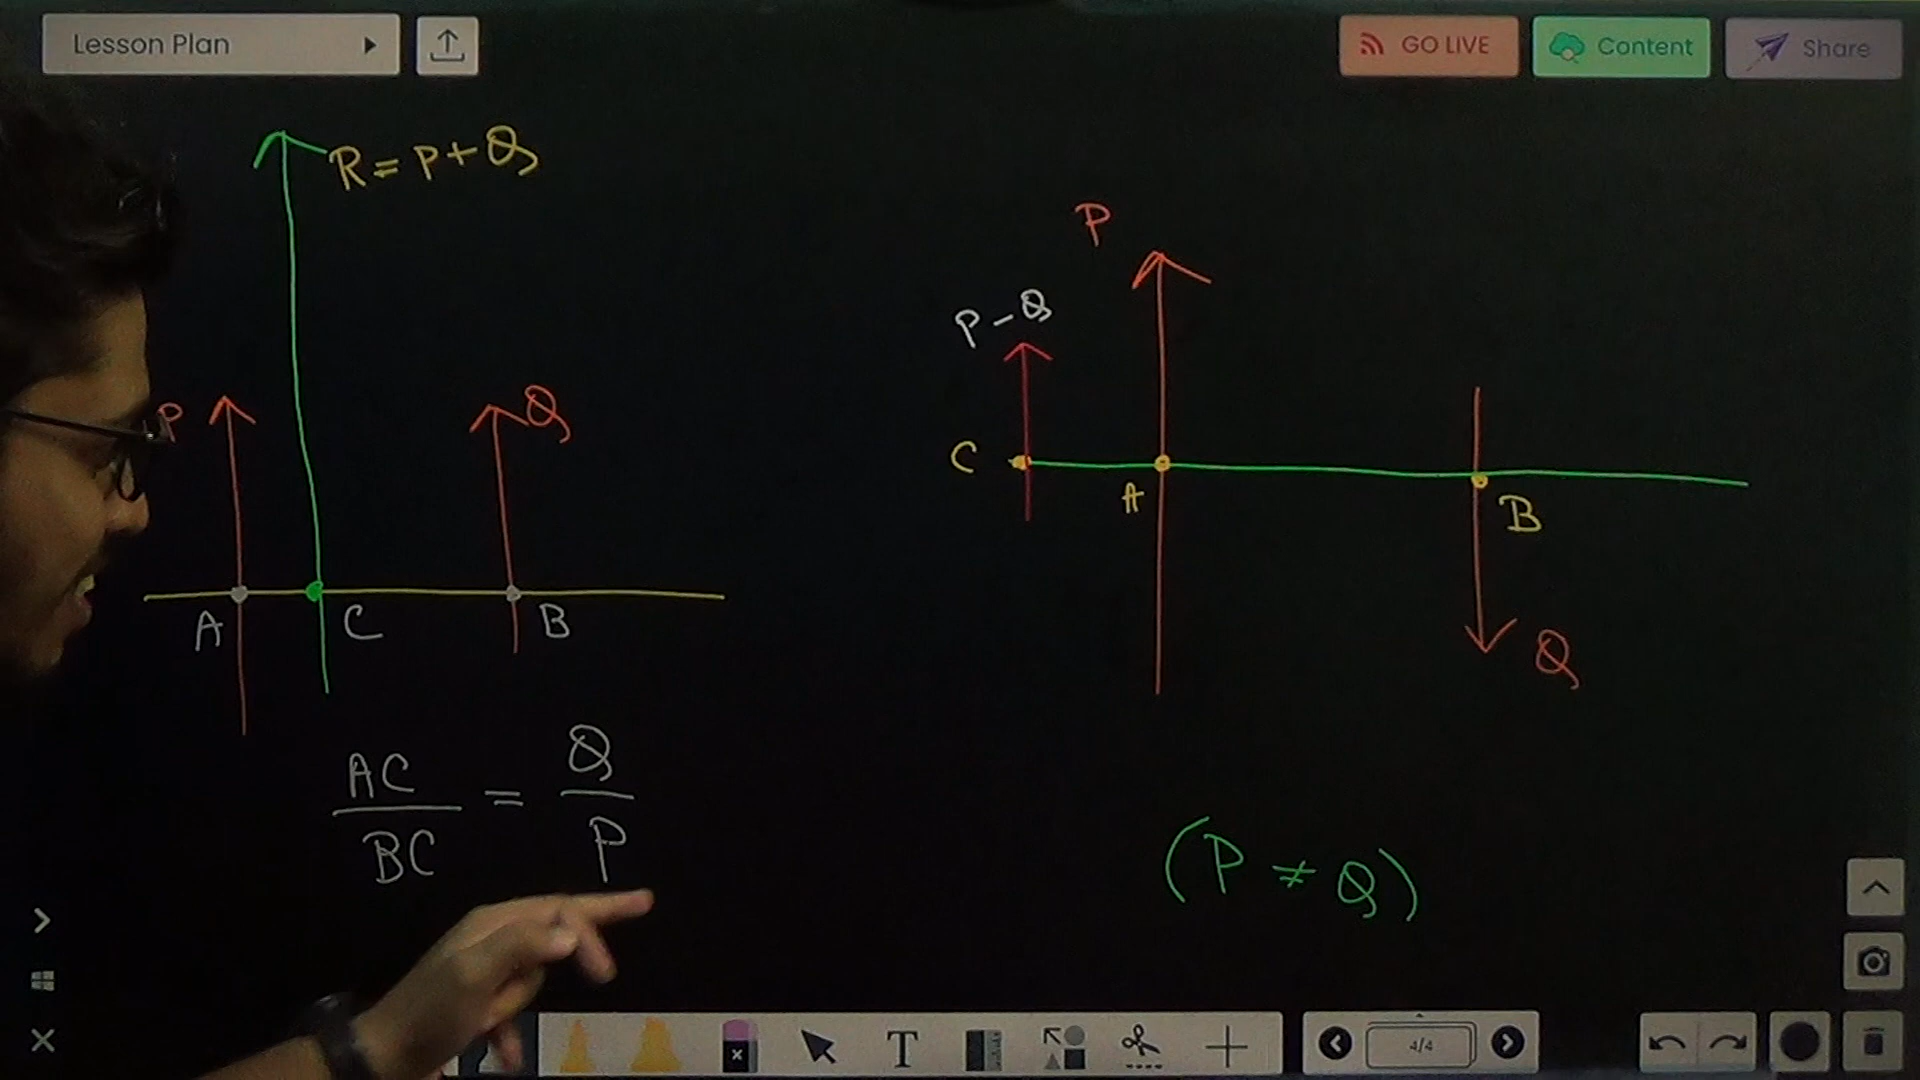 Lesson Plan
GO LIVE
Content
Share
R = P + Q
P
Q
A
C
B
AC
BC
=
Q
P
P
P - Q
C
A
B
Q
(P ≠ Q)
T
4/4